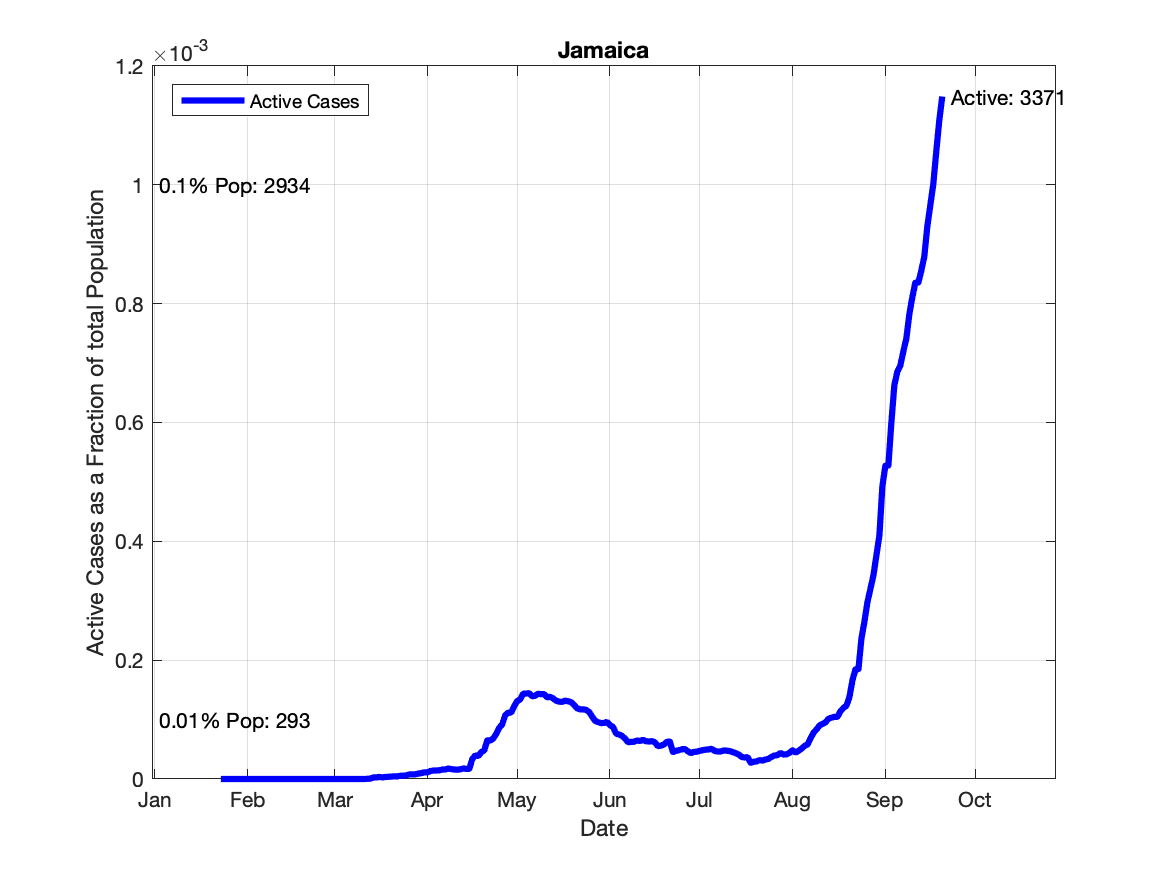 Jamaica
×10-3
1.2
1
0.8
0.6
0.4
0.2
0
Active Cases as a Fraction of total Population
Active Cases
Active: 3371
0.1% Pop: 2934
0.01% Pop: 293
Jan Feb Mar Apr May Jun Jul Aug Sep Oct
Date